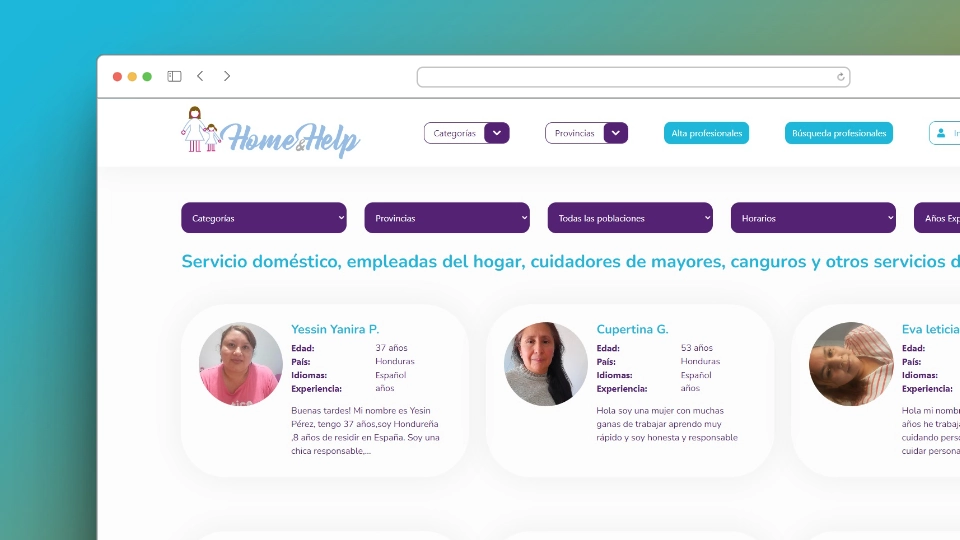 Home&Help
Categorías
Provincias
Alta profesionales
Búsqueda profesionales
Categorías
Provincias
Todas las poblaciones
Horarios
Años Exp
Servicio doméstico, empleadas del hogar, cuidadores de mayores, canguros y otros servicios d
Yessin Yanira P.
Edad: 37 años
País: Honduras
Idiomas: Español
Experiencia: años
Buenas tardes! Mi nombre es Yesin
Pérez, tengo 37 años,soy Hondureña
,8 años de residir en España. Soy una
chica responsable,...
Cupertina G.
Edad: 53 años
País: Honduras
Idiomas: Español
Experiencia: años
Hola soy una mujer con muchas
ganas de trabajar aprendo muy
rápido y soy honesta y responsable
Eva leticia
Edad:
País:
Idiomas:
Experiencia:
Hola mi nombr
años he trabaj
cuidando perso
cuidar persona